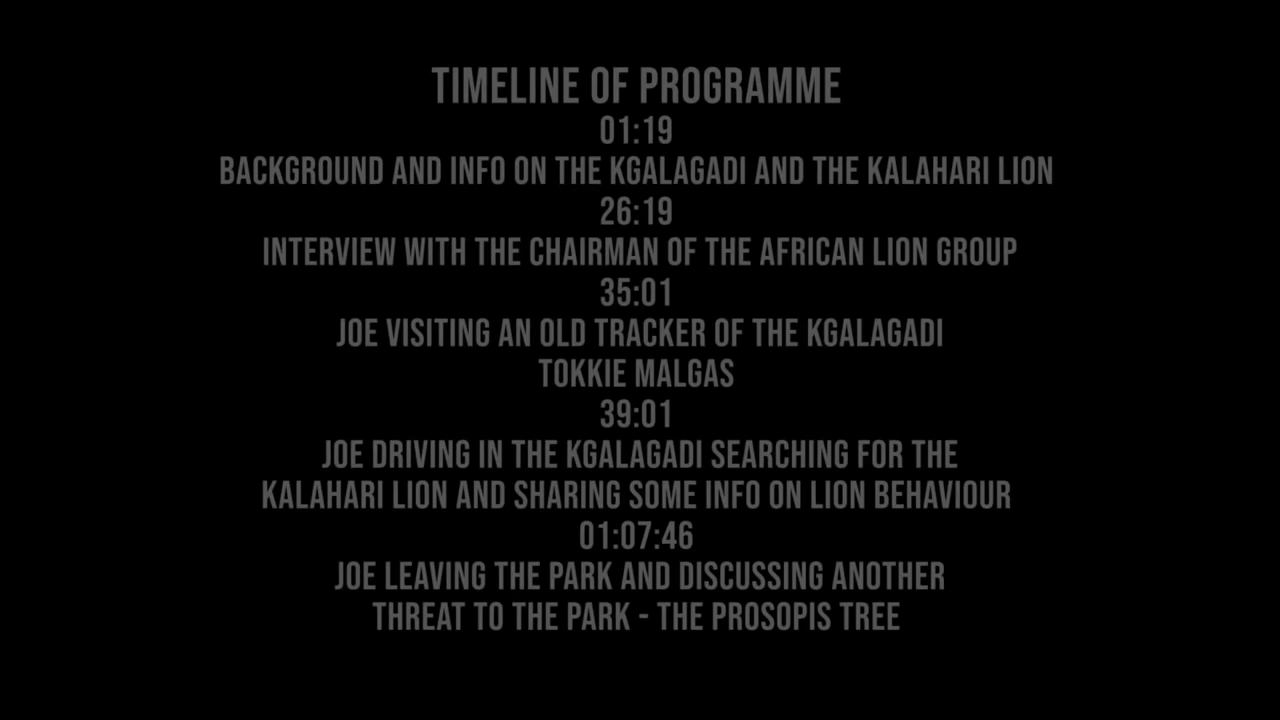 TIMELINE OF PROGRAMME
01:19
BACKGROUND AND INFO ON THE KGALAGADI AND THE KALAHARI LION
26:19
INTERVIEW WITH THE CHAIRMAN OF THE AFRICAN LION GROUP
35:01
JOE VISITING AN OLD TRACKER OF THE KGALAGADI
TOKKIE MALGAS
39:01
JOE DRIVING IN THE KGALAGADI SEARCHING FOR THE
KALAHARI LION AND SHARING SOME INFO ON LION BEHAVIOUR
01:07:46
JOE LEAVING THE PARK AND DISCUSSING ANOTHER
THREAT TO THE PARK - THE PROSOPIS TREE